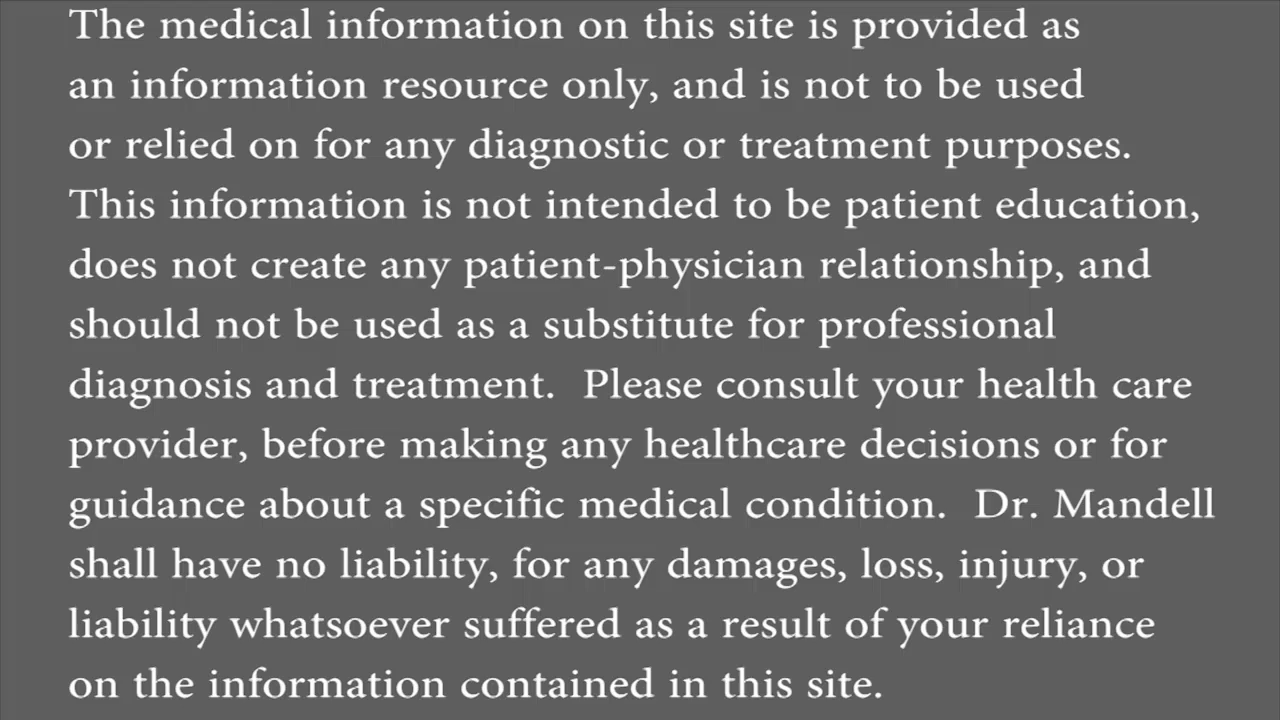 The medical information on this site is provided as
an information resource only, and is not to be used
or relied on for any diagnostic or treatment purposes.
This information is not intended to be patient education,
does not create any patient-physician relationship, and
should not be used as a substitute for professional
diagnosis and treatment.  Please consult your health care
provider, before making any healthcare decisions or for
guidance about a specific medical condition.  Dr. Mandell
shall have no liability, for any damages, loss, injury, or
liability whatsoever suffered as a result of your reliance
on the information contained in this site.